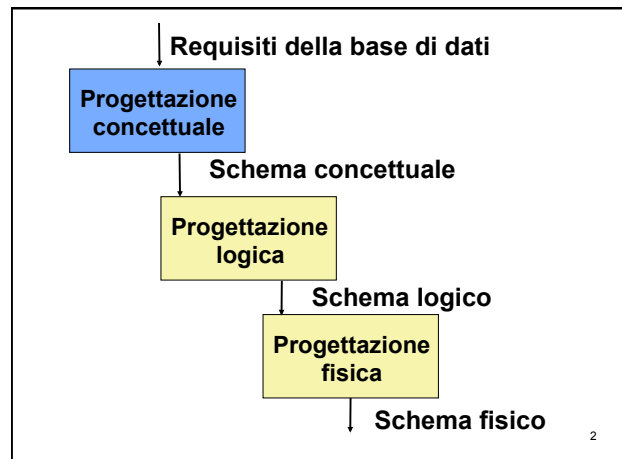 Requisiti della base di dati
Progettazione
concettuale
Schema concettuale
Progettazione
logica
Schema logico
Progettazione
fisica
Schema fisico
2